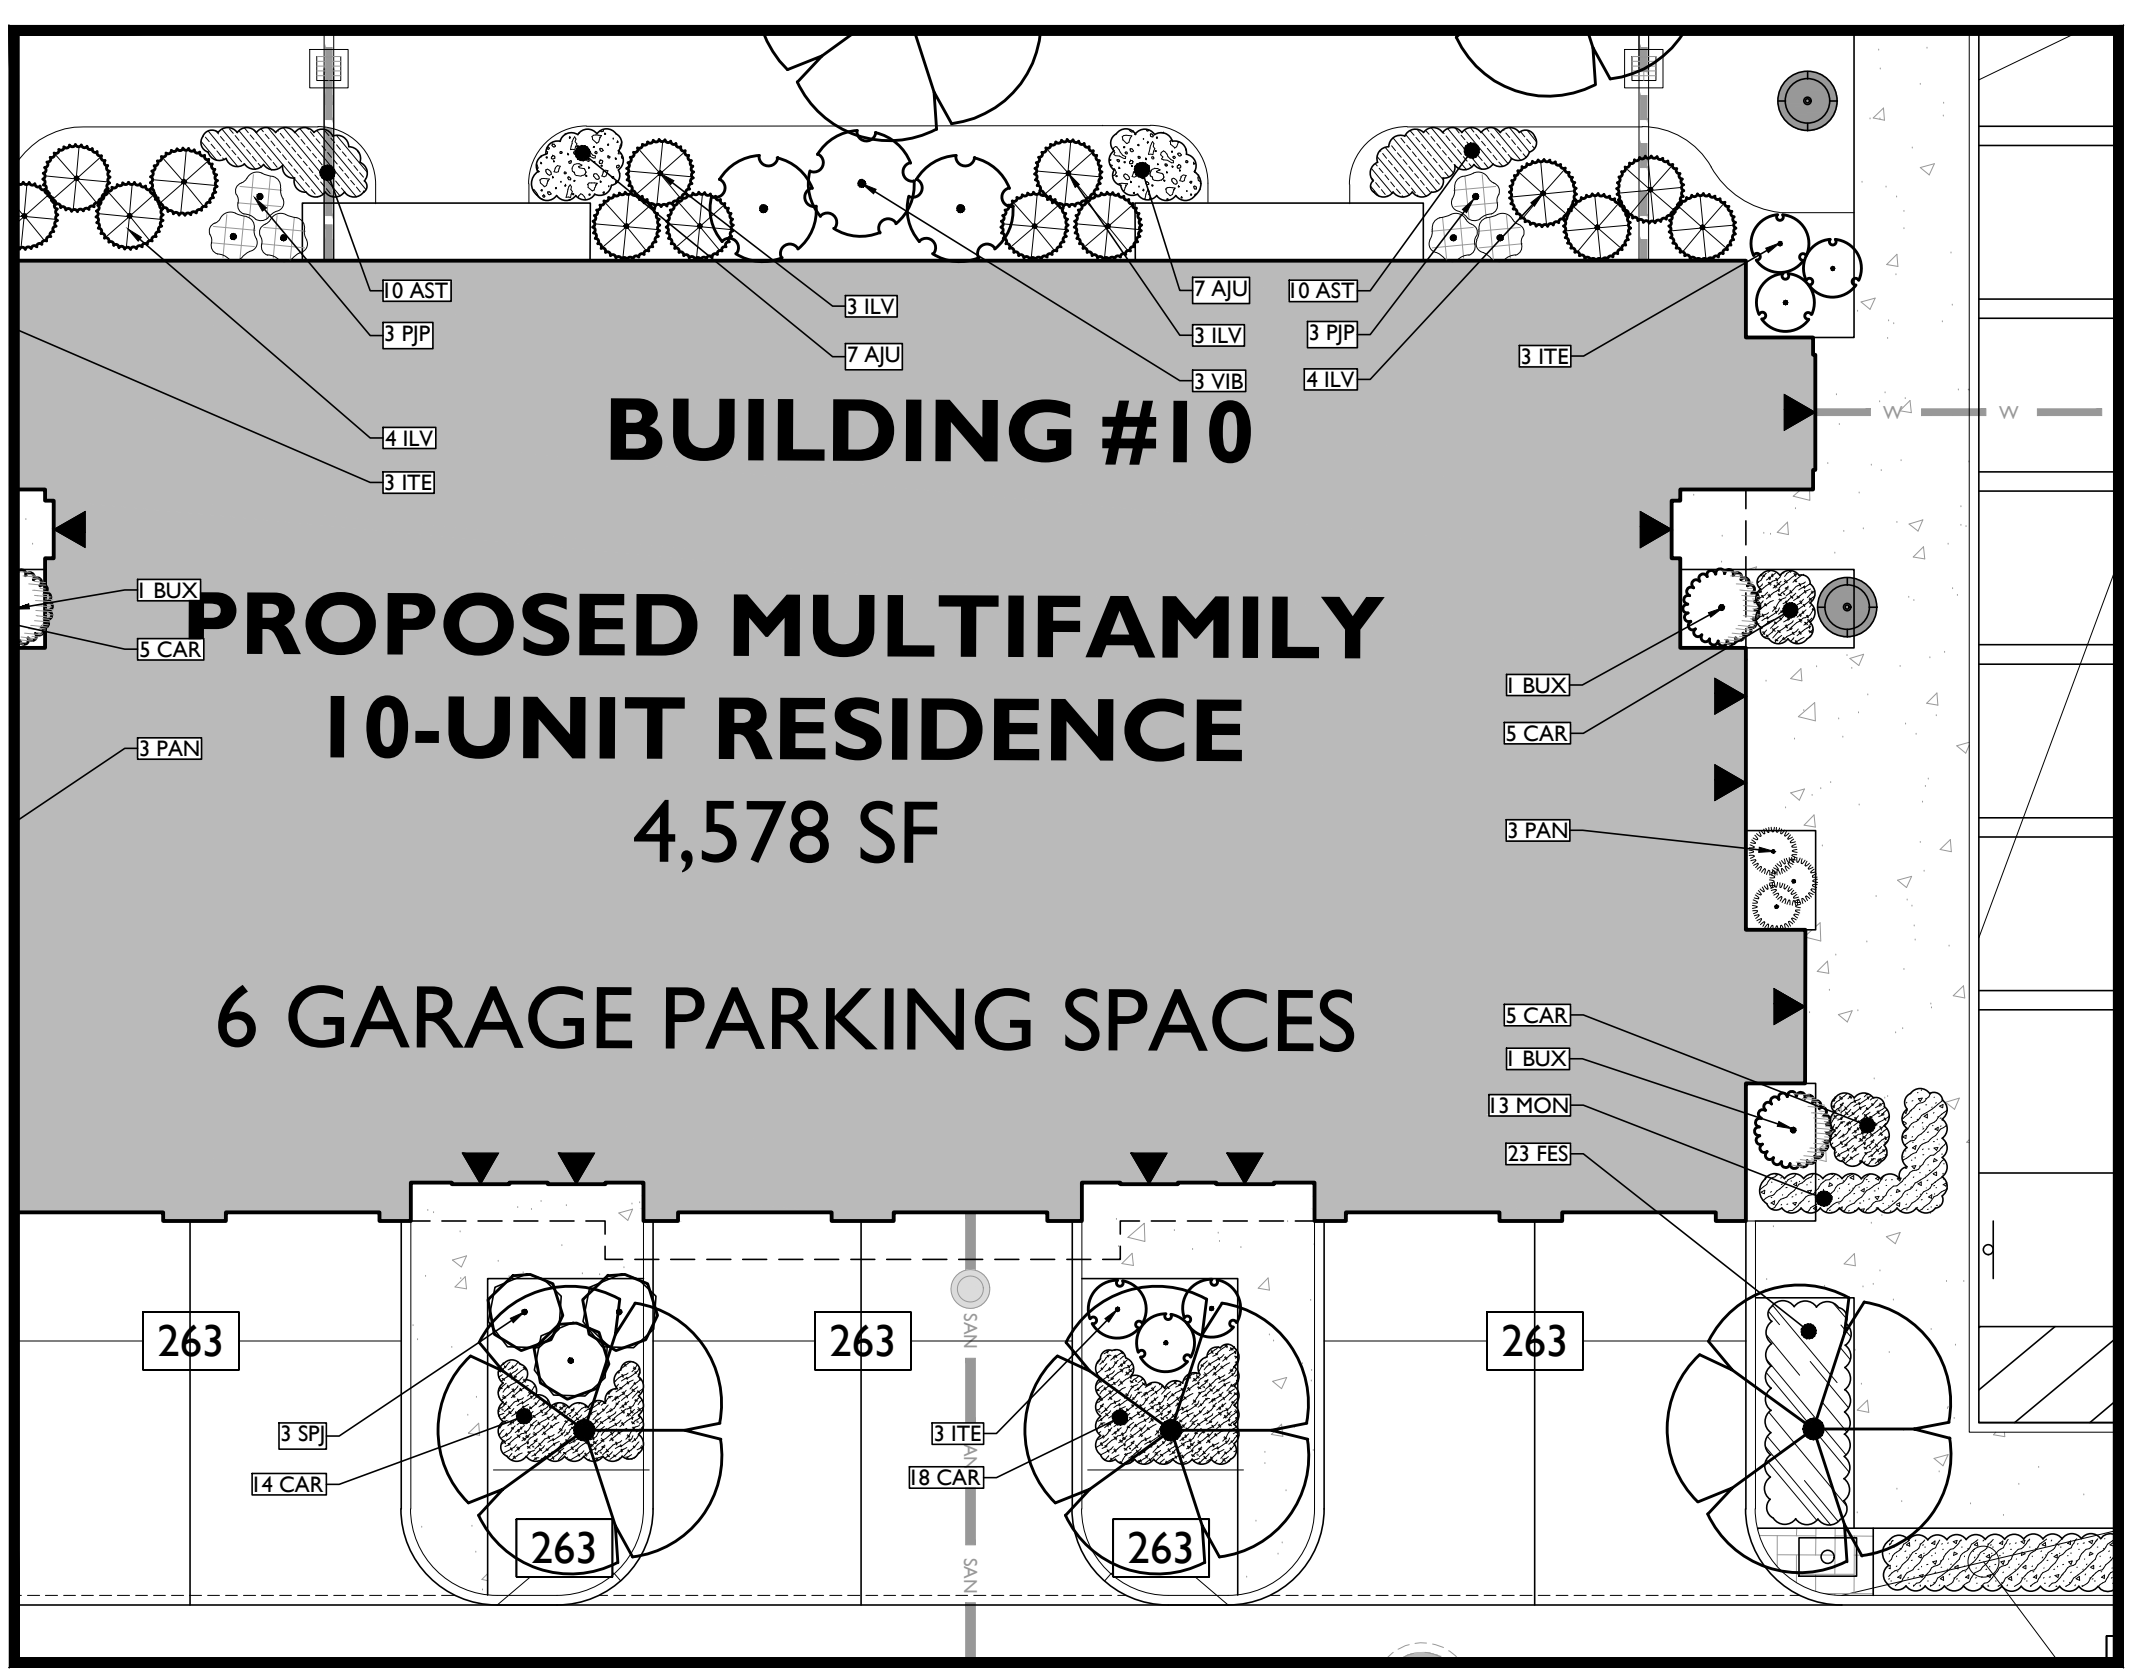 10 AST
3 PJP
4 ILV
3 ITE
3 ILV
7 AJU
7 AJU
3 ILV
3 VIB
10 AST
3 PJP
4 ILV
3 ITE
BUILDING #10
W W
1 BUX
5 CAR
PROPOSED MULTIFAMILY
10-UNIT RESIDENCE
4,578 SF
3 PAN
1 BUX
5 CAR
3 PAN
6 GARAGE PARKING SPACES
5 CAR
1 BUX
13 MON
23 FES
263
263
263
SAN
3 SPJ
14 CAR
3 ITE
18 CAR
263
263
SAN